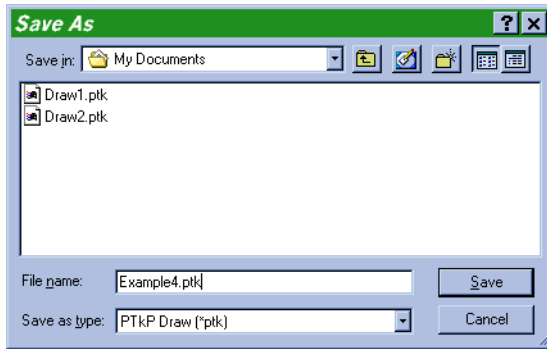 Save As
Save in: My Documents
Draw1.ptk
Draw2.ptk
File name: Example4.ptk Save
Save as type: PTkP Draw (*ptk) Cancel